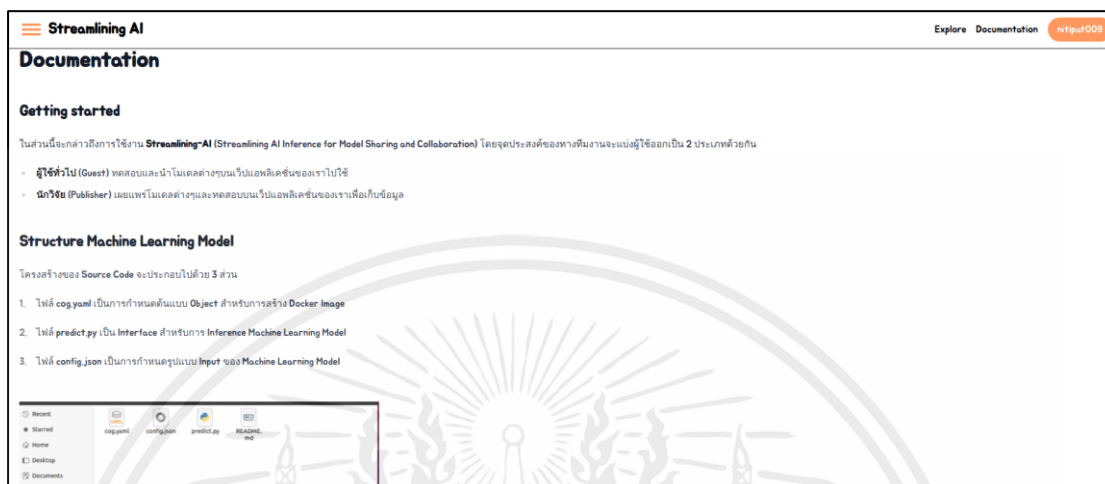 Streamlining AI
Explore Documentation nitipat009
Documentation
Getting started
ในส่วนนี้จะกล่าวถึงการใช้งาน Streamlining-AI (Streamlining AI Inference for Model Sharing and Collaboration) โดยจุดประสงค์ของทางทีมงานจะแบ่งผู้ใช้ออกเป็น 2 ประเภทด้วยกัน
ผู้ใช้ทั่วไป (Guest) ทดสอบและนำโมเดลต่างๆบนเว็ปแอพลิเคชั่นของเราไปใช้
นักวิจัย (Publisher) เผยแพร่โมเดลต่างๆและทดสอบบนเว็ปแอพลิเคชั่นของเราเพื่อเก็บข้อมูล
Structure Machine Learning Model
โครงสร้างของ Source Code จะประกอบไปด้วย 3 ส่วน
1. ไฟล์ cog.yaml เป็นการกำหนดต้นแบบ Object สำหรับการสร้าง Docker Image
2. ไฟล์ predict.py เป็น Interface สำหรับการ Inference Machine Learning Model
3. ไฟล์ config.json เป็นการกำหนดรูปแบบ Input ของ Machine Learning Model
Recent
Starred
cog.yaml config.json predict.py README.md
Home
Desktop
Documents